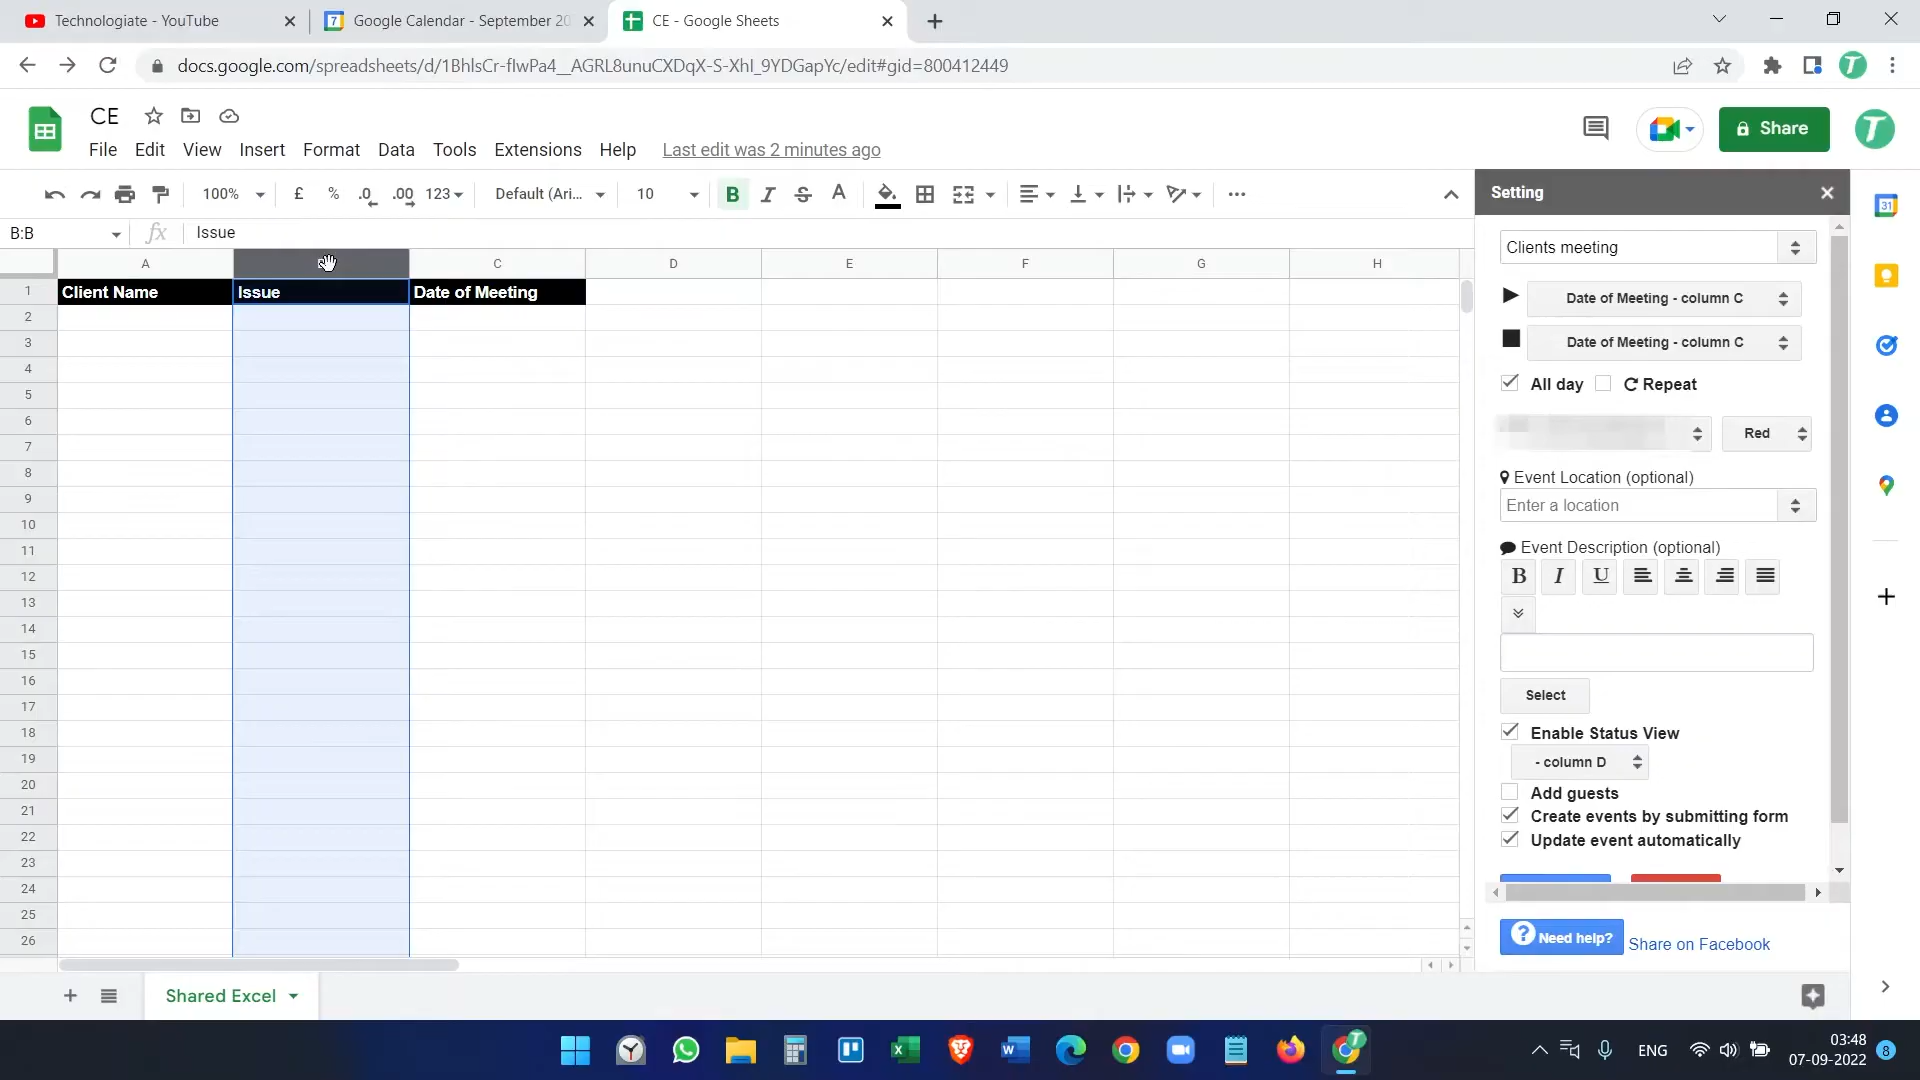 Technologiate - YouTube
Google Calendar - September 20
CE - Google Sheets
docs.google.com/spreadsheets/d/1BhlsCr-flwPa4__AGRL8unuCXDqX-S-XhI_9YDGapYc/edit#gid=800412449
CE
File Edit View Insert Format Data Tools Extensions Help Last edit was 2 minutes ago
Share
100% £ % .0 .00 123 Default (Ari... 10 B I S A
B:B fx Issue
A C D E F G H
1 Client Name Issue Date of Meeting
2
3
4
5
6
7
8
9
10
11
12
13
14
15
16
17
18
19
20
21
22
23
24
25
26
Shared Excel
Setting
Clients meeting
Date of Meeting - column C
Date of Meeting - column C
All day Repeat
Red
Event Location (optional)
Enter a location
Event Description (optional)
B I U
Select
Enable Status View
- column D
Add guests
Create events by submitting form
Update event automatically
Need help? Share on Facebook
31
ENG
03:48
07-09-2022
8